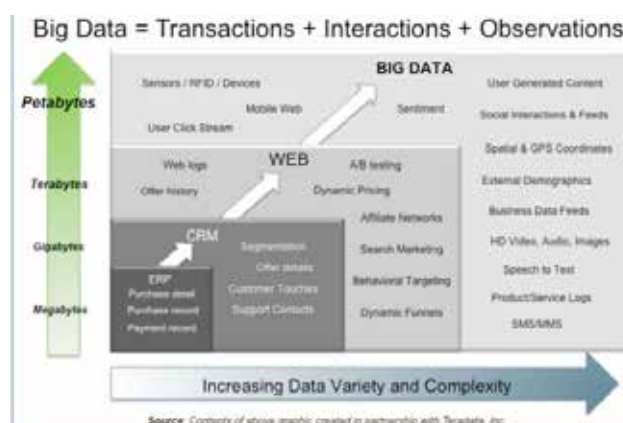 Big Data = Transactions + Interactions + Observations
BIG DATA
Petabytes
Sensors / RFID / Devices
User Generated Content
Mobile Web
Sentiment
Social Interactions & Feeds
User Click Stream
Spatial & GPS Coordinates
WEB
Web logs
A/B testing
Terabytes
External Demographics
Offer history
Dynamic Pricing
Business Data Feeds
Affiliate Networks
CRM
Gigabytes
Segmentation
Search Marketing
HD Video, Audio, Images
Offer details
ERP
Speech to Text
Purchase detail
Customer Touches
Behavioral Targeting
Purchase record
Product/Service Logs
Megabytes
Support Contacts
Dynamic Funnels
Payment record
SMS/MMS
Increasing Data Variety and Complexity
Source: Contents of above graphic created in partnership with Teradata, Inc.